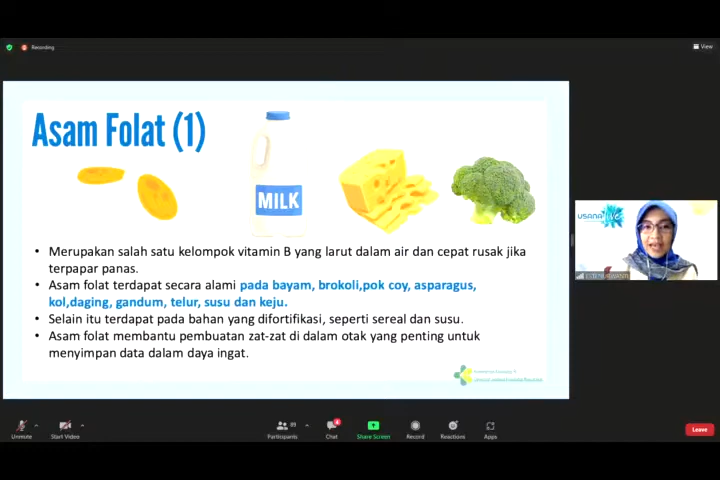 Recording
View
Asam Folat (1)
MILK
• Merupakan salah satu kelompok vitamin B yang larut dalam air dan cepat rusak jika
terpapar panas.
• Asam folat terdapat secara alami pada bayam, brokoli,pok coy, asparagus,
kol,daging, gandum, telur, susu dan keju.
• Selain itu terdapat pada bahan yang difortifikasi, seperti sereal dan susu.
• Asam folat membantu pembuatan zat-zat di dalam otak yang penting untuk
menyimpan data dalam daya ingat.
USANA live
Unmute
Start Video
Participants
Chat
Share Screen
Record
Reactions
Apps
Leave